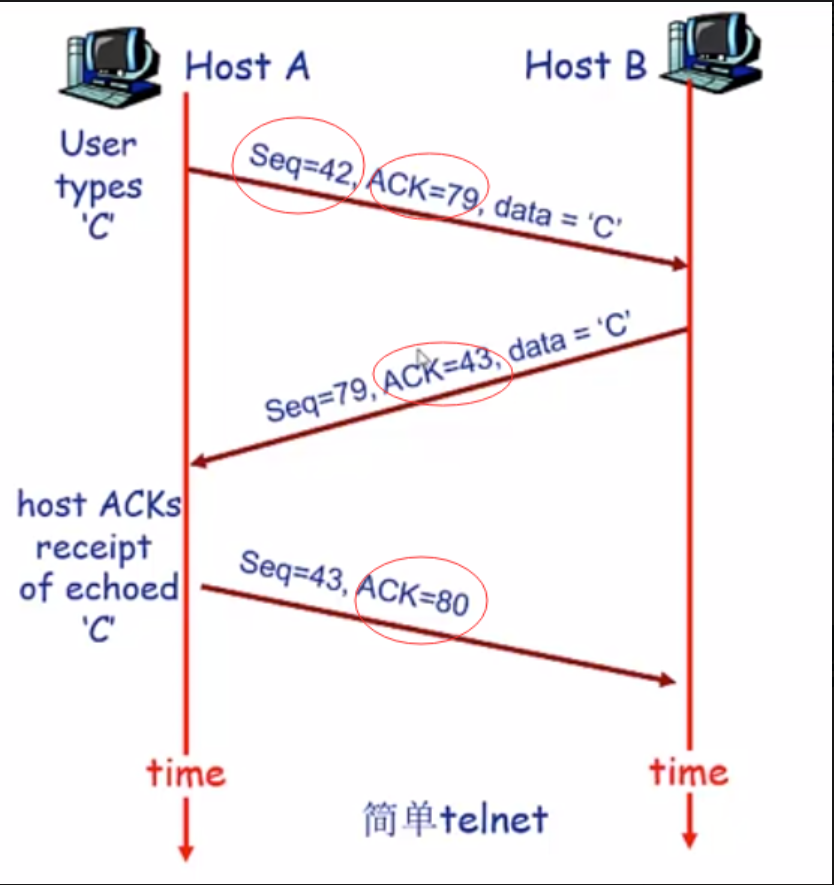 Host A
Host B
User
types
'C'
Seq=42, ACK=79, data = 'C'
Seq=79, ACK=43, data = 'C'
host ACKs
receipt
of echoed
'C'
Seq=43, ACK=80
time
time
简单telnet